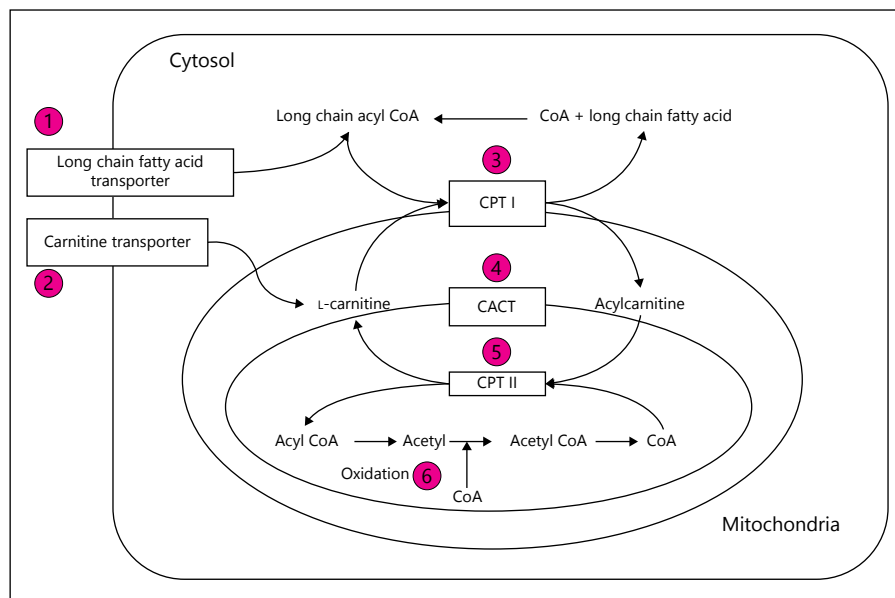 Cytosol
1
Long chain acyl CoA
CoA + long chain fatty acid
Long chain fatty acid
transporter
3
CPT I
Carnitine transporter
2
4
L-carnitine
CACT
Acylcarnitine
5
CPT II
Acyl CoA
Acetyl
Acetyl CoA
CoA
Oxidation
6
CoA
Mitochondria